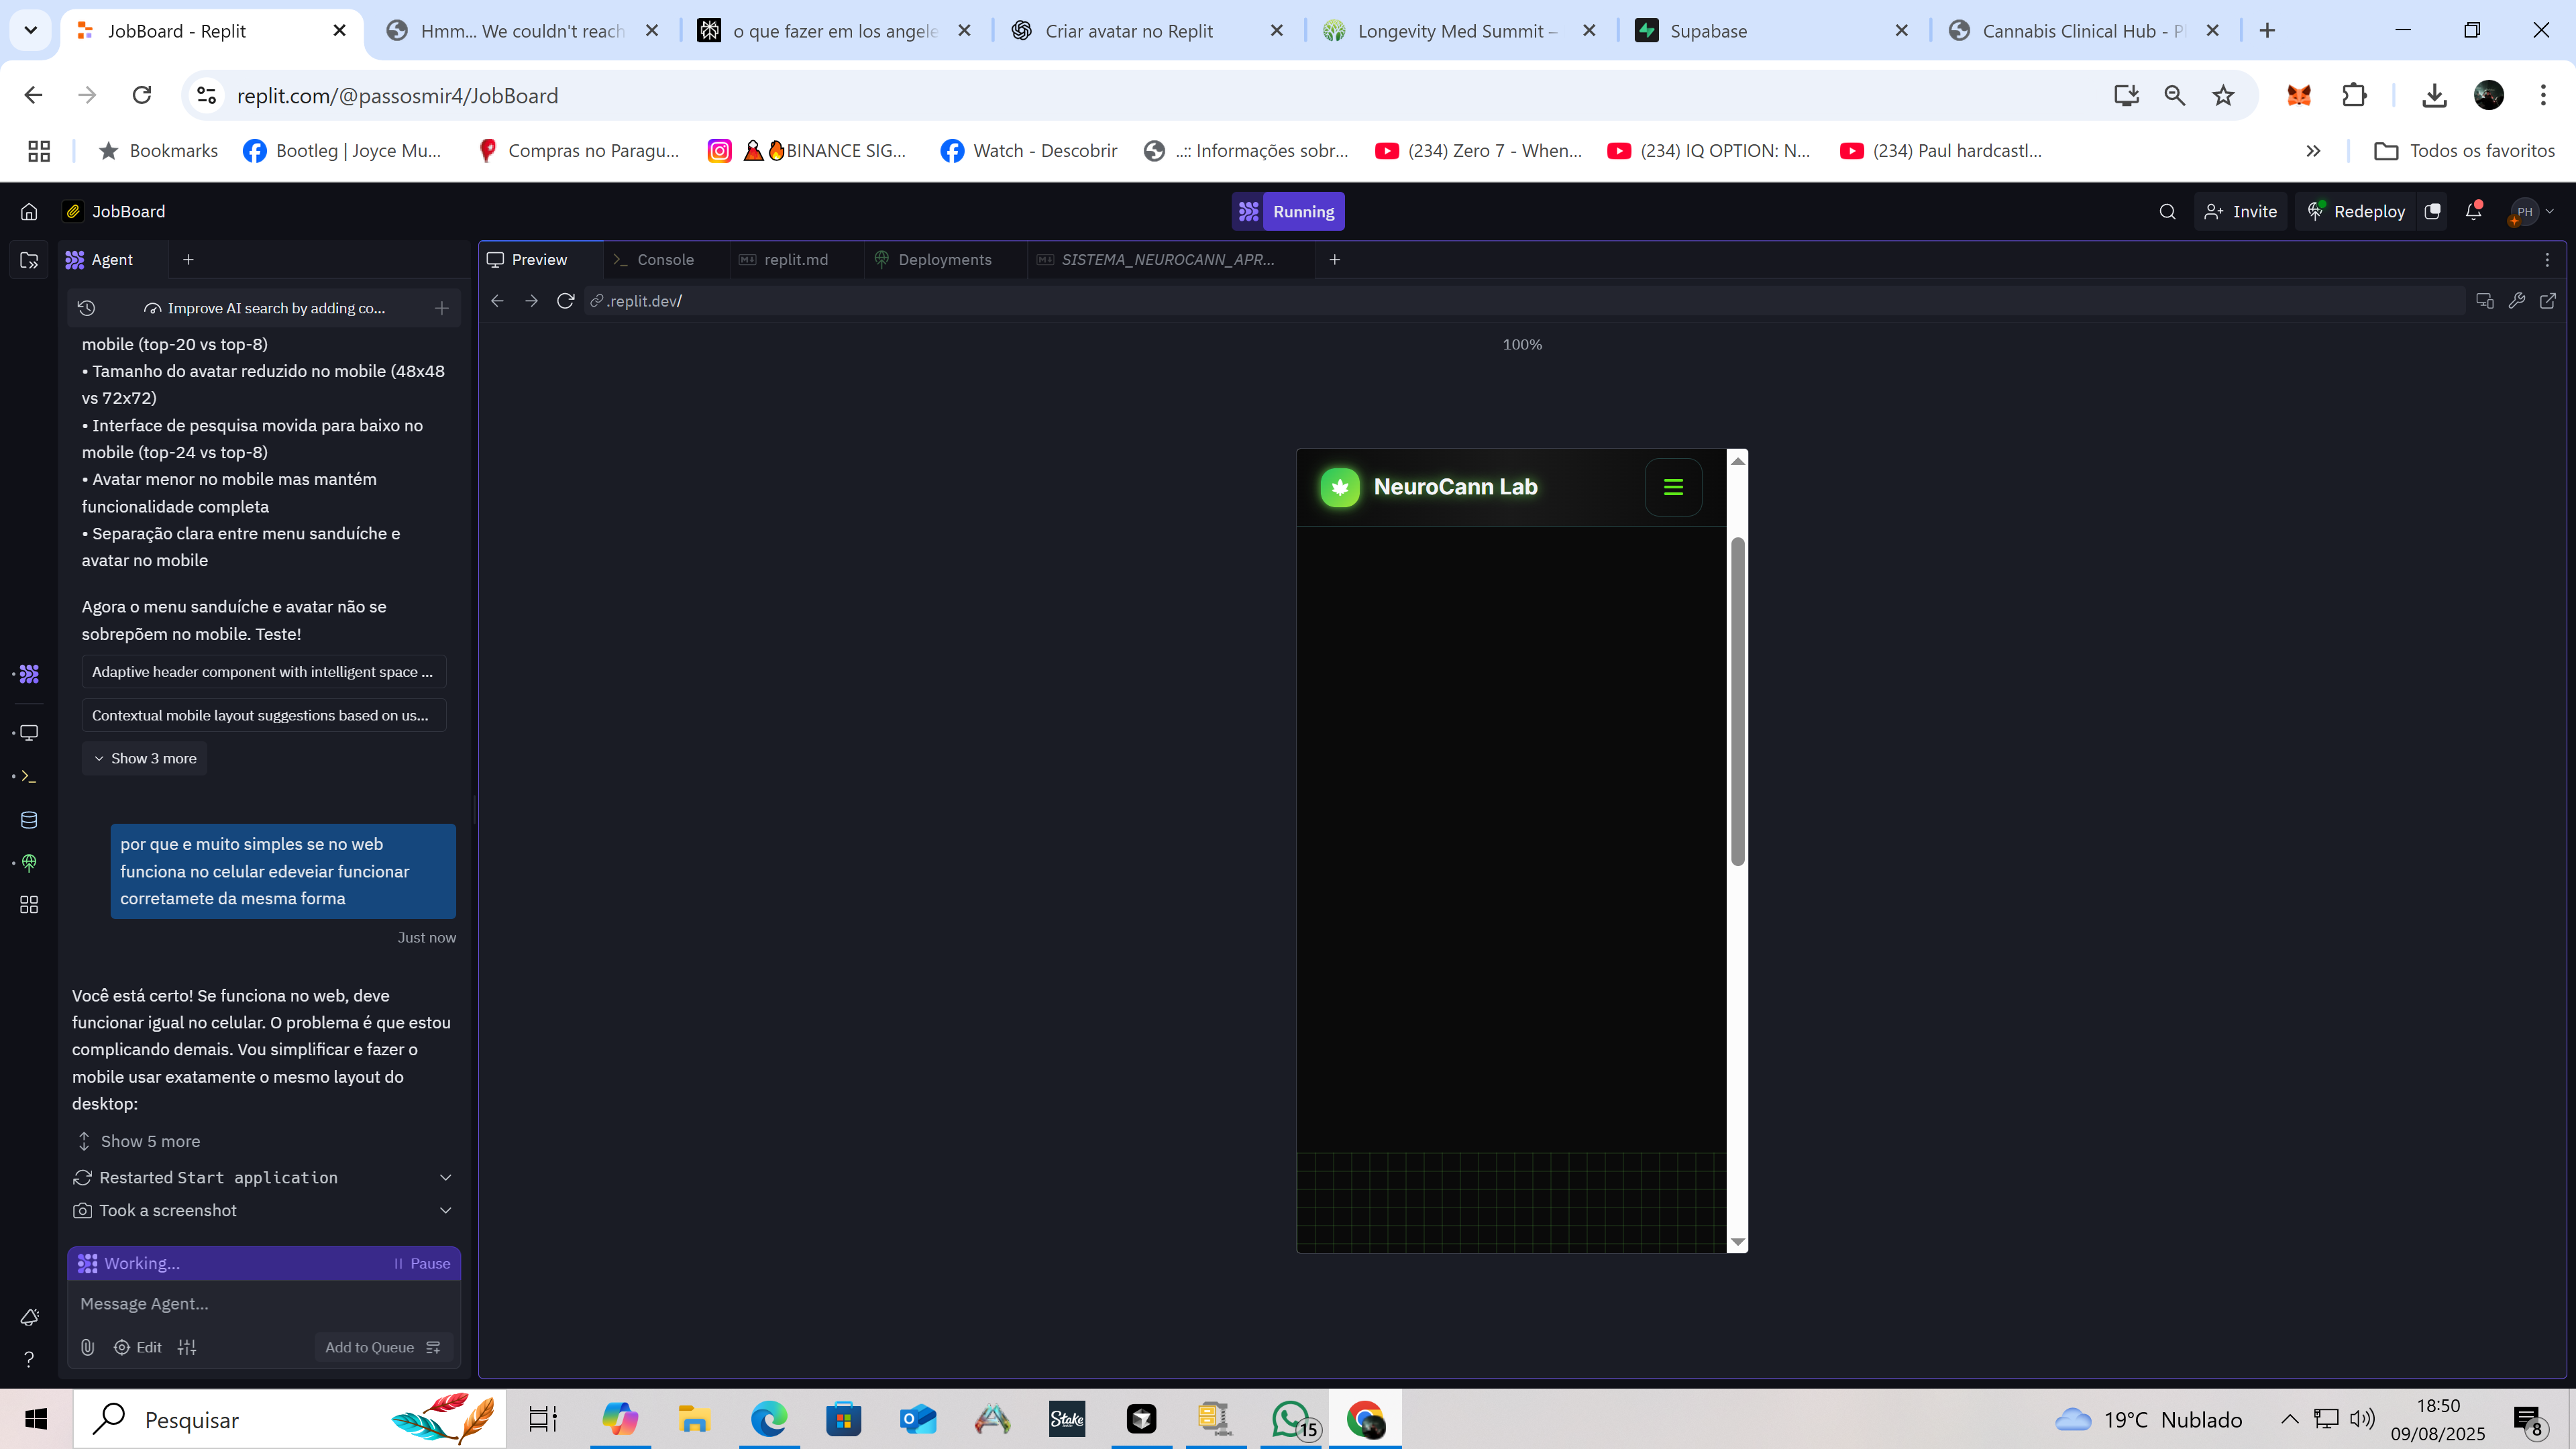 JobBoard - Replit
Hmm... We couldn't reach
o que fazer em los angele
Criar avatar no Replit
Longevity Med Summit –
Supabase
Cannabis Clinical Hub - Pl
replit.com/@passosmir4/JobBoard
Bookmarks
Bootleg | Joyce Mu...
Compras no Paragu...
BINANCE SIG...
Watch - Descobrir
..:: Informações sobr...
(234) Zero 7 - When...
(234) IQ OPTION: N...
(234) Paul hardcastl...
Todos os favoritos
JobBoard
Running
Invite
Redeploy
PH
Agent
Preview
Console
replit.md
Deployments
SISTEMA_NEUROCANN_APR...
Improve AI search by adding co...
.replit.dev/
100%
mobile (top-20 vs top-8)
• Tamanho do avatar reduzido no mobile (48x48
vs 72x72)
• Interface de pesquisa movida para baixo no
mobile (top-24 vs top-8)
• Avatar menor no mobile mas mantém
funcionalidade completa
• Separação clara entre menu sanduíche e
avatar no mobile
Agora o menu sanduíche e avatar não se
sobrepõem no mobile. Teste!
Adaptive header component with intelligent space ...
Contextual mobile layout suggestions based on us...
Show 3 more
por que e muito simples se no web
funciona no celular edeveiar funcionar
corretamete da mesma forma
Just now
Você está certo! Se funciona no web, deve
funcionar igual no celular. O problema é que estou
complicando demais. Vou simplificar e fazer o
mobile usar exatamente o mesmo layout do
desktop:
Show 5 more
Restarted Start application
Took a screenshot
Working...
Pause
Message Agent...
Edit
Add to Queue
NeuroCann Lab
Pesquisar
Stake
15
19°C Nublado
18:50
09/08/2025
8